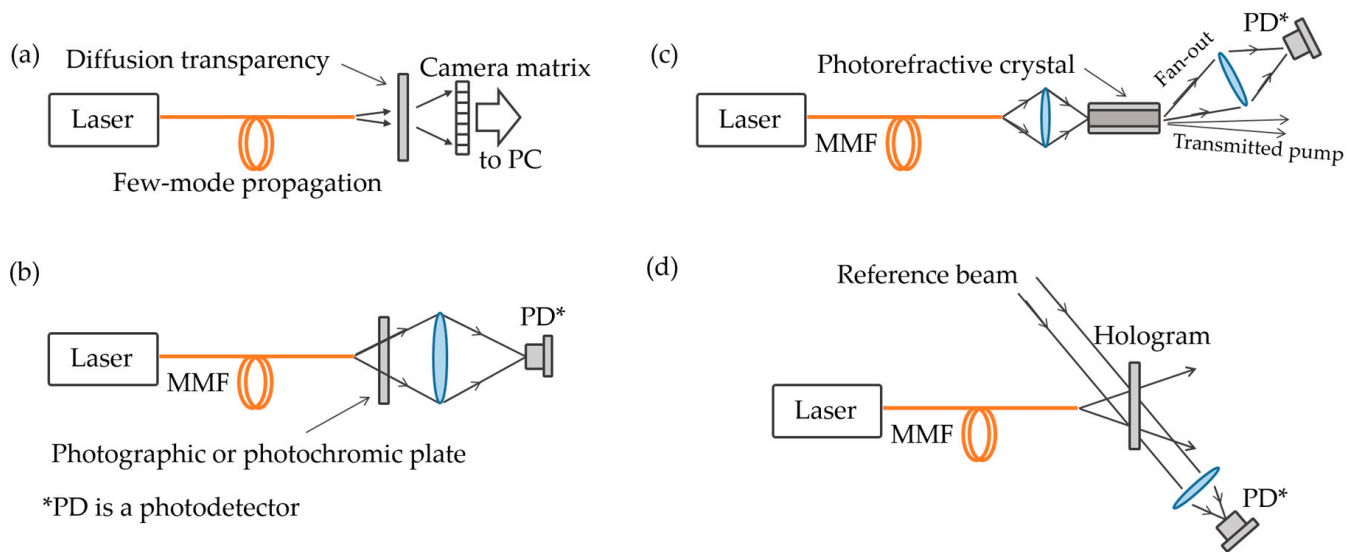 (a)
Diffusion transparency
Camera matrix
Laser
to PC
Few-mode propagation
(b)
PD*
Laser
MMF
Photographic or photochromic plate
*PD is a photodetector
(c)
PD*
Fan-out
Photorefractive crystal
Laser
MMF
Transmitted pump
(d)
Reference beam
Hologram
Laser
MMF
PD*